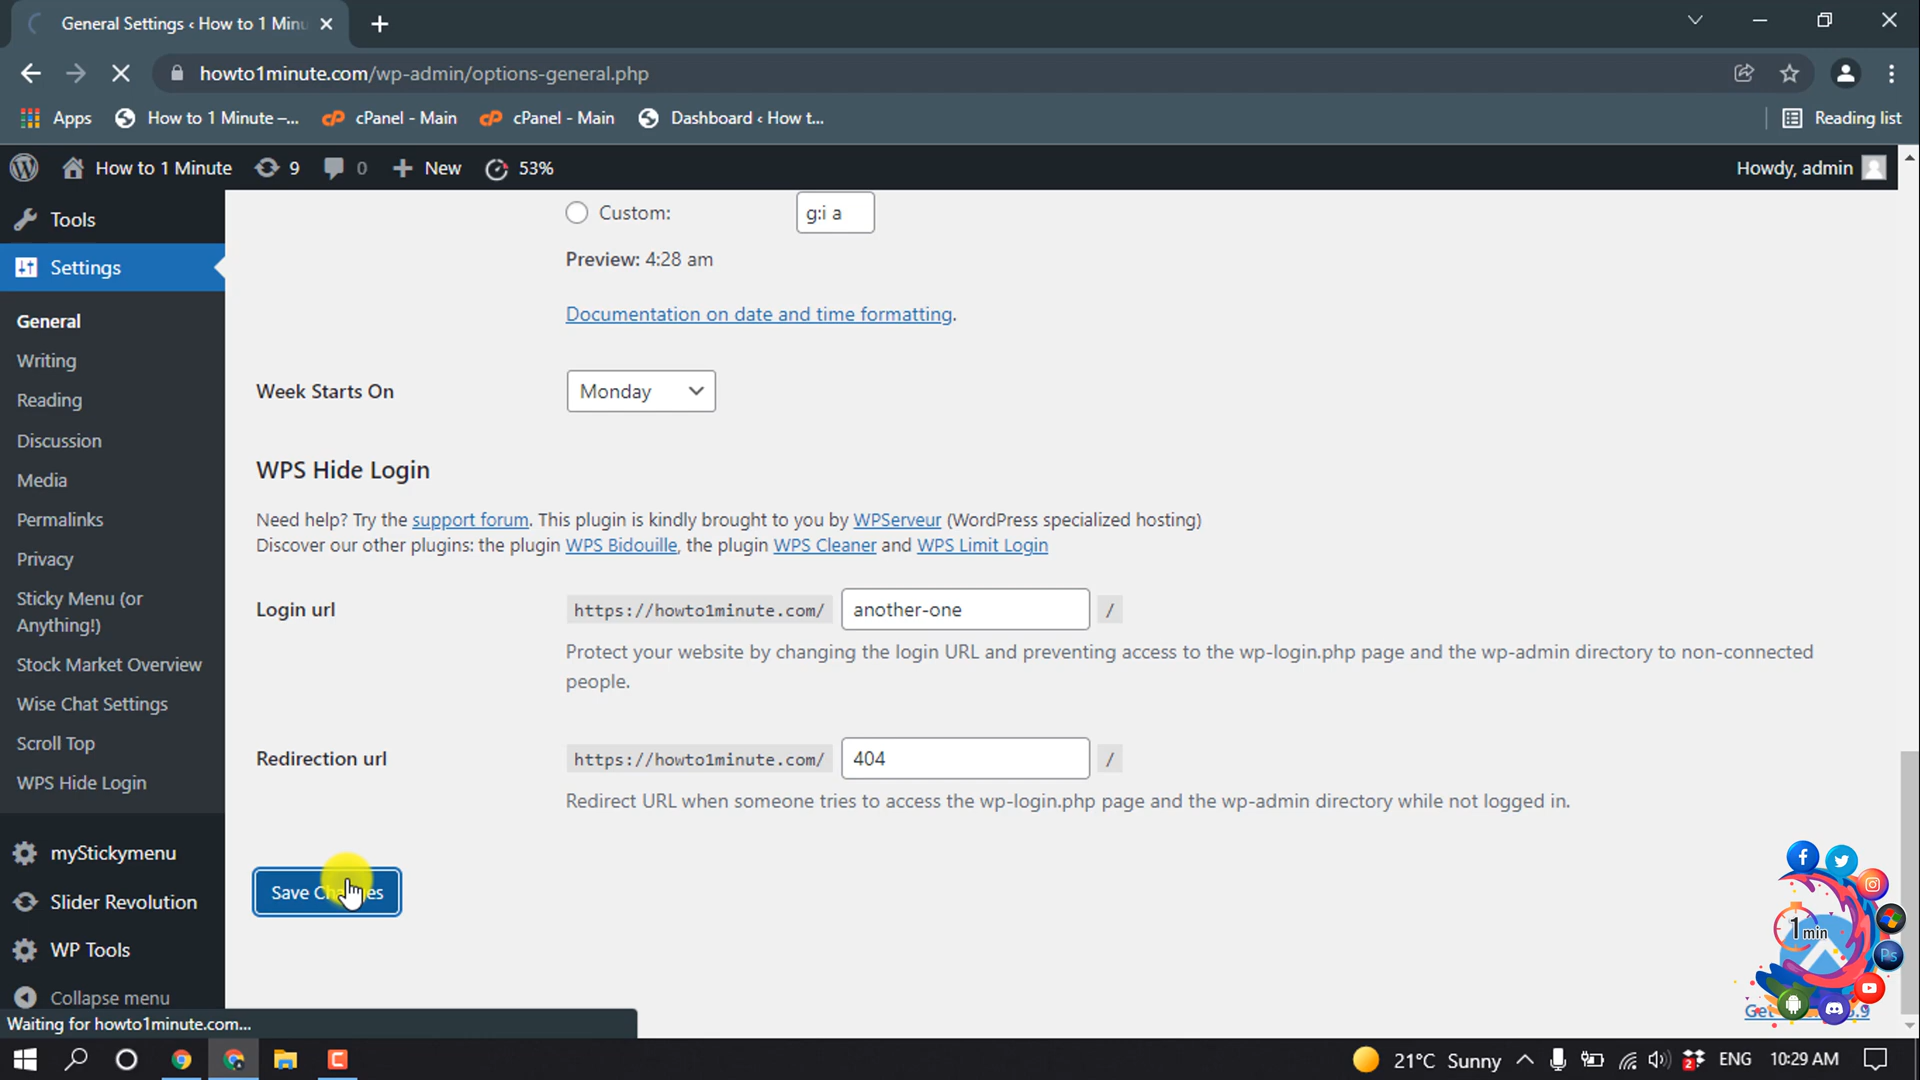 General Settings ‹ How to 1 Minu
howto1minute.com/wp-admin/options-general.php
Apps
How to 1 Minute –...
cPanel - Main
cPanel - Main
Dashboard ‹ How t...
Reading list
How to 1 Minute
9
0
New
53%
Howdy, admin
Tools
Settings
General
Writing
Reading
Discussion
Media
Permalinks
Privacy
Sticky Menu (or
Anything!)
Stock Market Overview
Wise Chat Settings
Scroll Top
WPS Hide Login
myStickymenu
Slider Revolution
WP Tools
Collapse menu
Custom:
g:i a
Preview: 4:28 am
Documentation on date and time formatting.
Week Starts On
Monday
WPS Hide Login
Need help? Try the support forum. This plugin is kindly brought to you by WPServeur (WordPress specialized hosting)
Discover our other plugins: the plugin WPS Bidouille, the plugin WPS Cleaner and WPS Limit Login
Login url
https://howto1minute.com/
another-one
/
Protect your website by changing the login URL and preventing access to the wp-login.php page and the wp-admin directory to non-connected
people.
Redirection url
https://howto1minute.com/
404
/
Redirect URL when someone tries to access the wp-login.php page and the wp-admin directory while not logged in.
Save Changes
1 min
Ps
Get
.9
Waiting for howto1minute.com...
21°C Sunny
2
ENG
10:29 AM